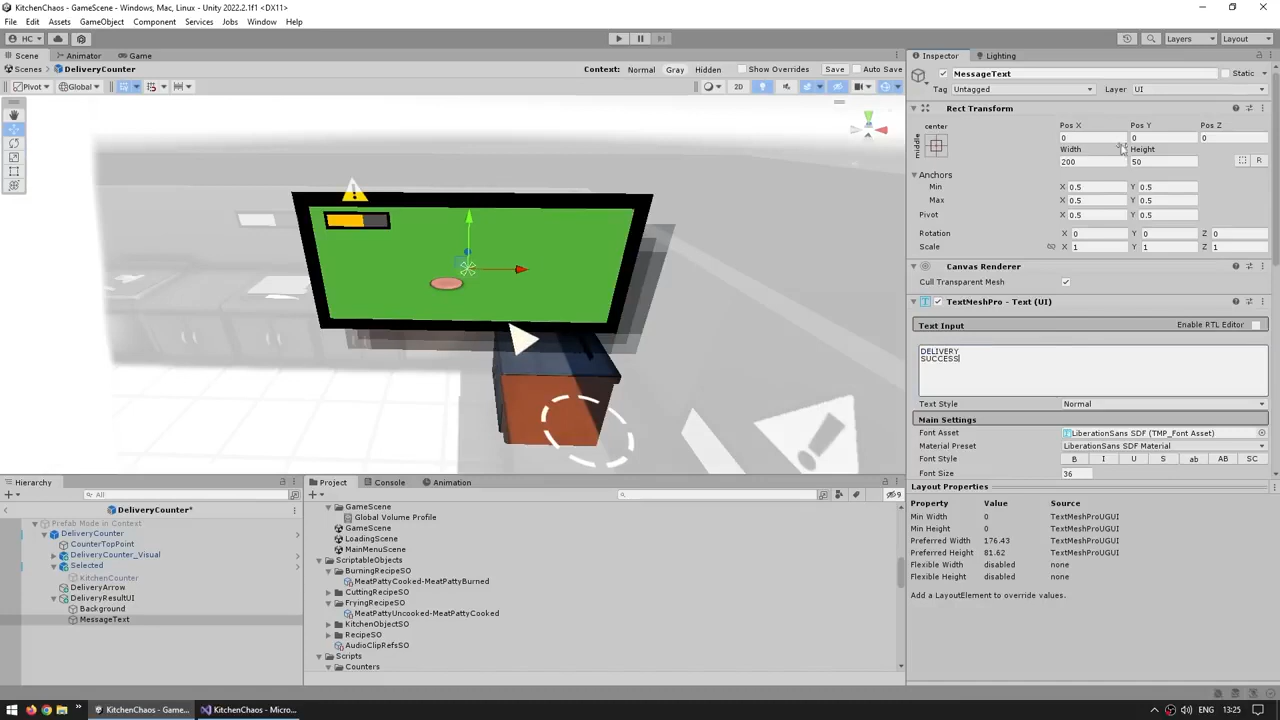 KitchenChaos - GameScene - Windows, Mac, Linux - Unity 2022.2.1f1 <DX11>
File Edit Assets GameObject Component Services Jobs Window Help
HC
Layers Layout
Scene Animator Game
Scenes DeliveryCounter Context: Normal Gray Hidden Show Overrides Save Auto Save
Pivot Global 2D
Inspector Lighting
MessageText Static
Tag Untagged Layer UI
Rect Transform
center
middle
Pos X Pos Y Pos Z
0 0 0
Width Height
200 50 R
Anchors
Min X 0.5 Y 0.5
Max X 0.5 Y 0.5
Pivot X 0.5 Y 0.5
Rotation X 0 Y 0 Z 0
Scale X 1 Y 1 Z 1
Canvas Renderer
Cull Transparent Mesh
TextMeshPro - Text (UI)
Text Input Enable RTL Editor
DELIVERY
SUCCESS
Text Style Normal
Main Settings
Font Asset LiberationSans SDF (TMP_Font Asset)
Material Preset LiberationSans SDF Material
Font Style B I U S ab AB SC
Font Size 36
Layout Properties
Property Value Source
Min Width 0 TextMeshProUGUI
Min Height 0 TextMeshProUGUI
Preferred Width 176.43 TextMeshProUGUI
Preferred Height 81.62 TextMeshProUGUI
Flexible Width disabled none
Flexible Height disabled none
Add a LayoutElement to override values.
Hierarchy
All
DeliveryCounter*
Prefab Mode in Context
DeliveryCounter
CounterTopPoint
DeliveryCounter_Visual
Selected
KitchenCounter
DeliveryArrow
DeliveryResultUI
Background
MessageText
Project Console Animation
9
GameScene
Global Volume Profile
GameScene
LoadingScene
MainMenuScene
ScriptableObjects
BurningRecipeSO
MeatPattyCooked-MeatPattyBurned
CuttingRecipeSO
FryingRecipeSO
MeatPattyUncooked-MeatPattyCooked
KitchenObjectSO
RecipeSO
AudioClipRefsSO
Scripts
Counters
KitchenChaos - Game... KitchenChaos - Micro... ENG 13:25